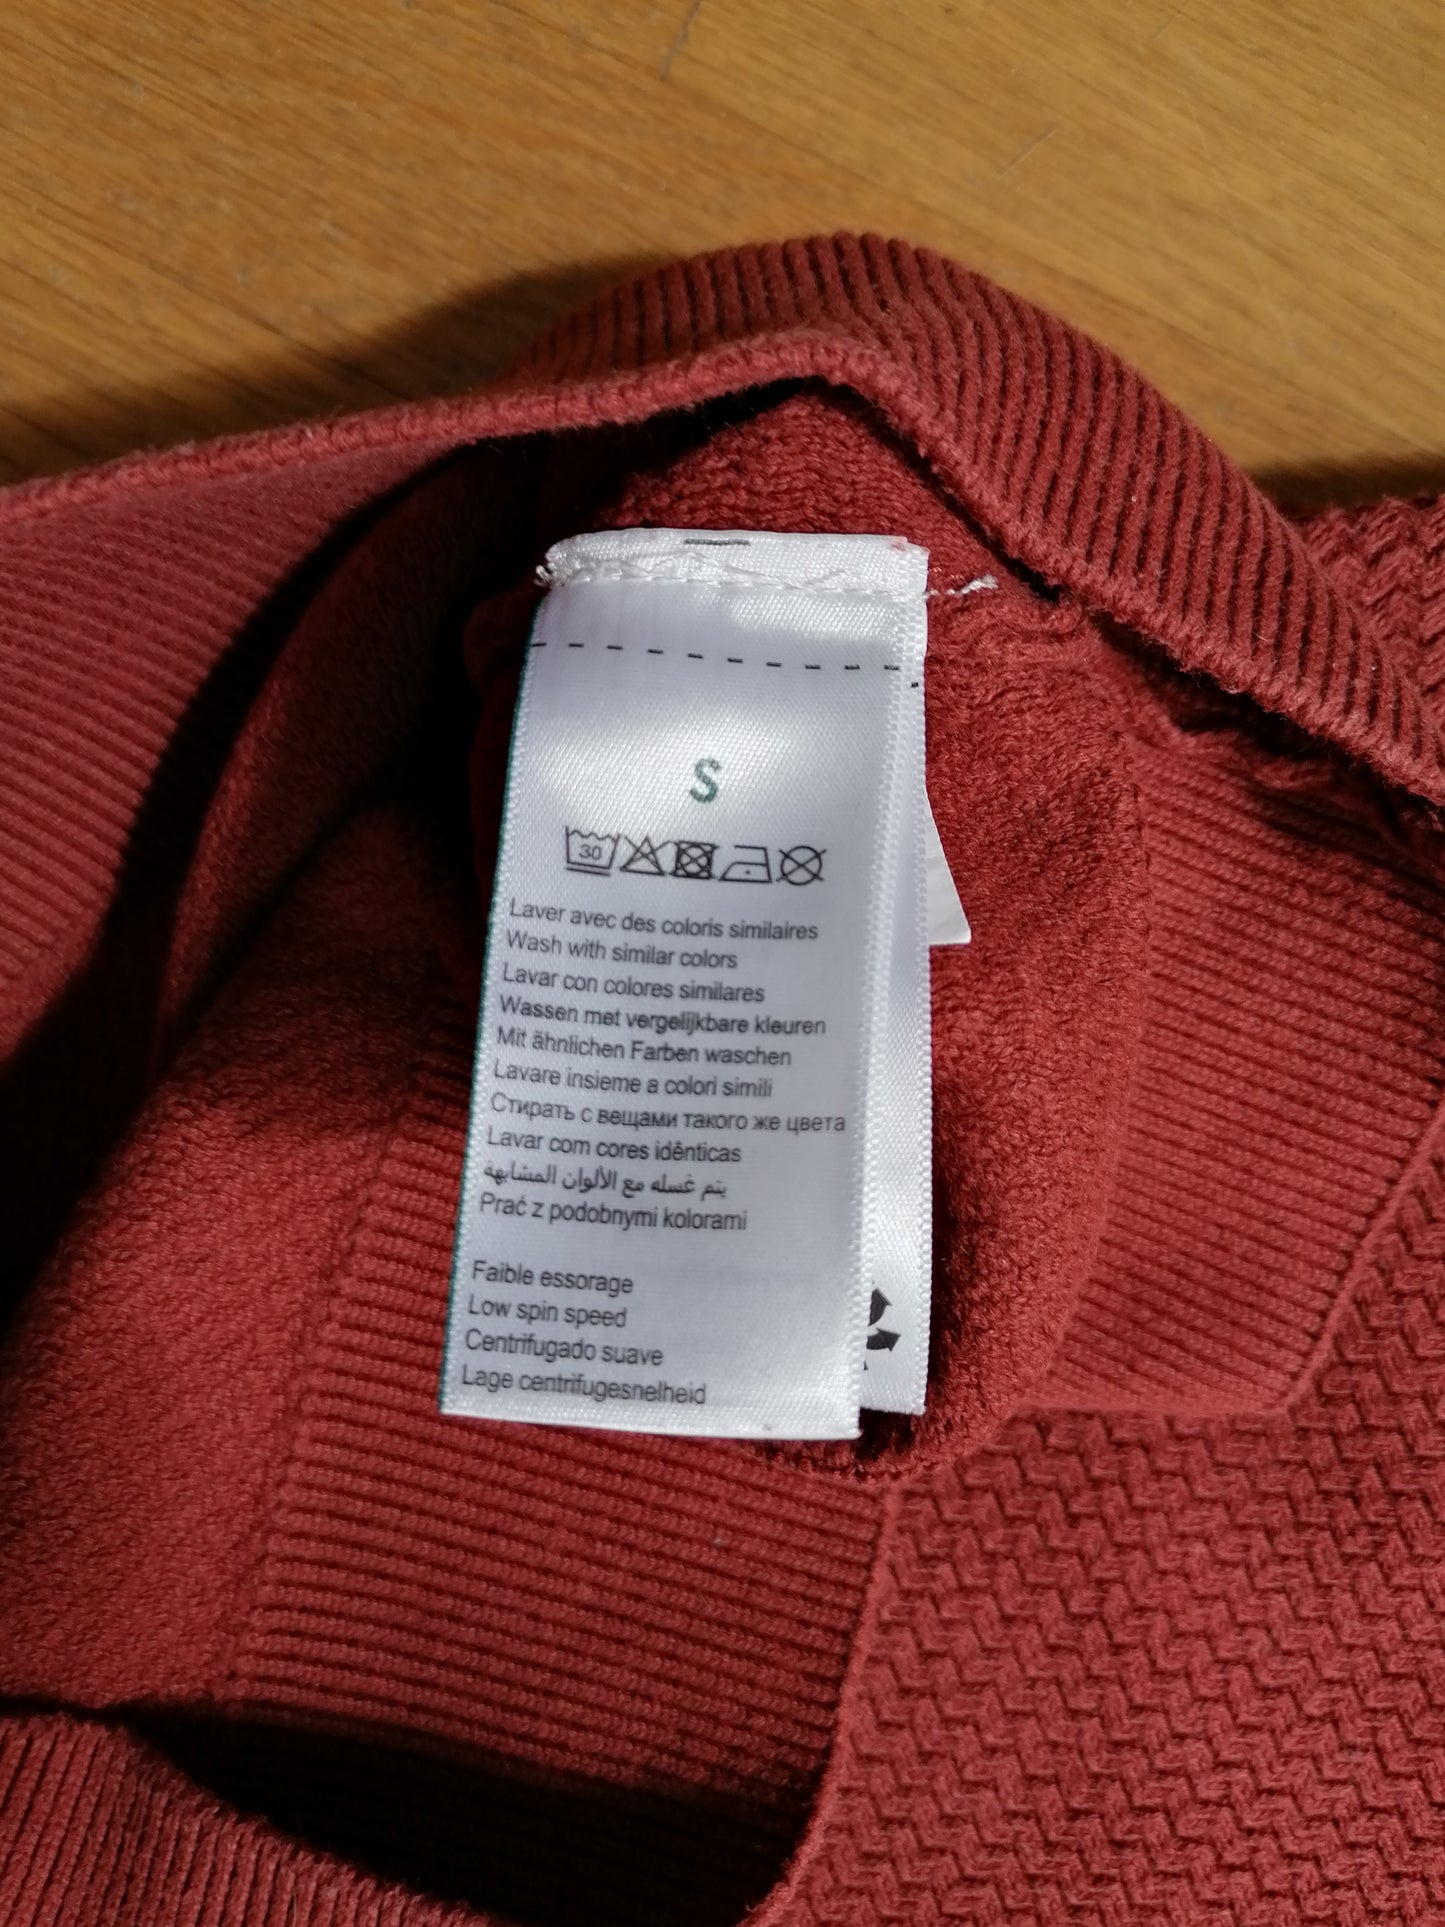 S
30
Laver avec des coloris similaires
Wash with similar colors
Lavar con colores similares
Wassen met vergelijkbare kleuren
Mit ähnlichen Farben waschen
Lavare insieme a colori simili
Стирать с вещами такого же цвета
Lavar com cores idênticas
يتم غسله مع الألوان المشابهة
Prać z podobnymi kolorami
Faible essorage
Low spin speed
Centrifugado suave
Lage centrifugesnelheid